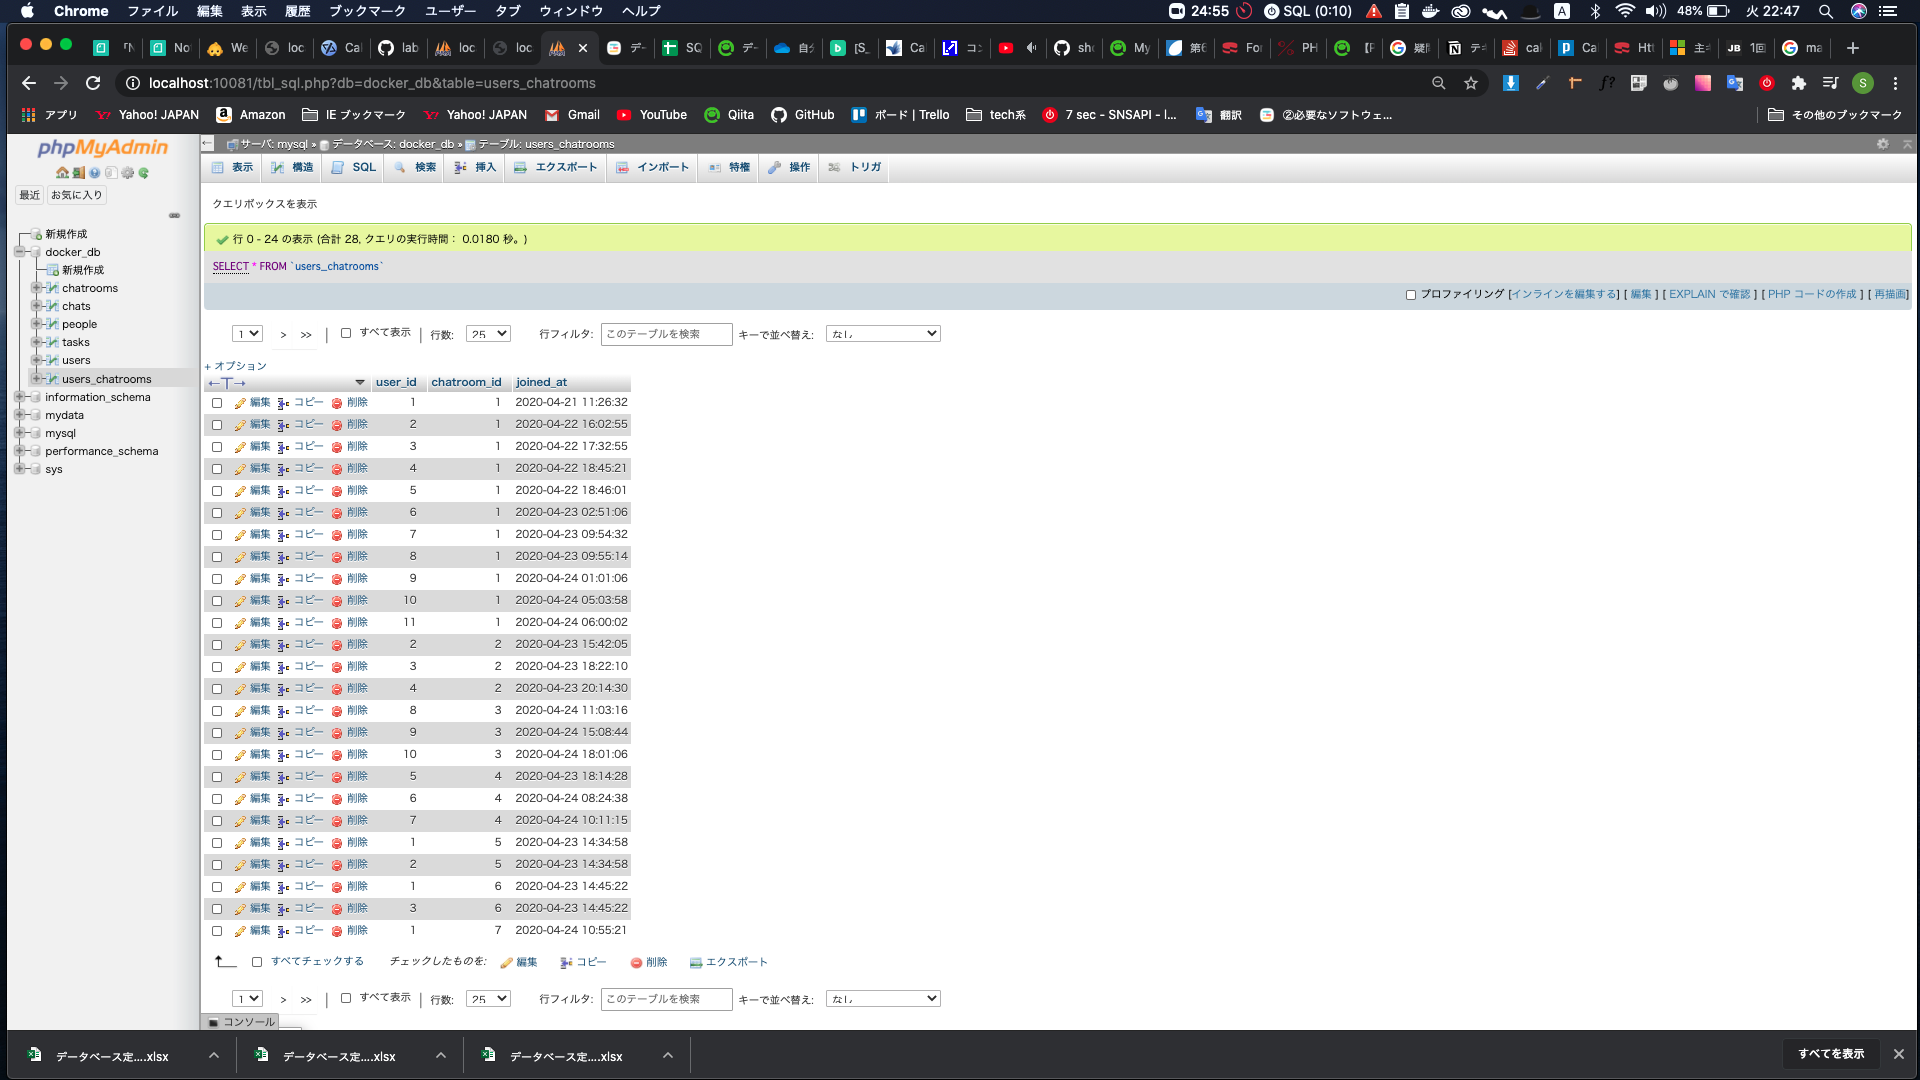 Chrome ファイル 編集 表示 履歴 ブックマーク ユーザー タブ ウィンドウ ヘルプ 24:55 SQL (0:10) A 48% 火 22:47
No We loc Cal lab loc loc デー SQ デー 自分 [S_ Ca コン sho My 第6 For PH 疑問 cak Ca Htt 1回 ma
localhost:10081/tbl_sql.php?db=docker_db&table=users_chatrooms
アプリ Yahoo! JAPAN Amazon IE ブックマーク Yahoo! JAPAN Gmail YouTube Qiita GitHub ボード | Trello tech系 7 sec - SNSAPI - I... 翻訳 ②必要なソフトウェ... その他のブックマーク
phpMyAdmin
最近 お気に入り
新規作成
docker_db
新規作成
chatrooms
chats
people
tasks
users
users_chatrooms
information_schema
mydata
mysql
performance_schema
sys
サーバ: mysql » データベース: docker_db » テーブル: users_chatrooms
表示 構造 SQL 検索 挿入 エクスポート インポート 特権 操作 トリガ
クエリボックスを表示
行 0 - 24 の表示 (合計 28, クエリの実行時間： 0.0180 秒。)
SELECT * FROM `users_chatrooms`
プロファイリング [インラインを編集する] [ 編集 ] [ EXPLAIN で確認 ] [ PHP コードの作成 ] [ 再描画]
1 > >> | すべて表示 | 行数: 25 行フィルタ: このテーブルを検索 キーで並べ替え: なし
+ オプション
←T→ user_id chatroom_id joined_at
編集 コピー 削除 1 1 2020-04-21 11:26:32
編集 コピー 削除 2 1 2020-04-22 16:02:55
編集 コピー 削除 3 1 2020-04-22 17:32:55
編集 コピー 削除 4 1 2020-04-22 18:45:21
編集 コピー 削除 5 1 2020-04-22 18:46:01
編集 コピー 削除 6 1 2020-04-23 02:51:06
編集 コピー 削除 7 1 2020-04-23 09:54:32
編集 コピー 削除 8 1 2020-04-23 09:55:14
編集 コピー 削除 9 1 2020-04-24 01:01:06
編集 コピー 削除 10 1 2020-04-24 05:03:58
編集 コピー 削除 11 1 2020-04-24 06:00:02
編集 コピー 削除 2 2 2020-04-23 15:42:05
編集 コピー 削除 3 2 2020-04-23 18:22:10
編集 コピー 削除 4 2 2020-04-23 20:14:30
編集 コピー 削除 8 3 2020-04-24 11:03:16
編集 コピー 削除 9 3 2020-04-24 15:08:44
編集 コピー 削除 10 3 2020-04-24 18:01:06
編集 コピー 削除 5 4 2020-04-23 18:14:28
編集 コピー 削除 6 4 2020-04-24 08:24:38
編集 コピー 削除 7 4 2020-04-24 10:11:15
編集 コピー 削除 1 5 2020-04-23 14:34:58
編集 コピー 削除 2 5 2020-04-23 14:34:58
編集 コピー 削除 1 6 2020-04-23 14:45:22
編集 コピー 削除 3 6 2020-04-23 14:45:22
編集 コピー 削除 1 7 2020-04-24 10:55:21
すべてチェックする チェックしたものを: 編集 コピー 削除 エクスポート
1 > >> | すべて表示 | 行数: 25 行フィルタ: このテーブルを検索 キーで並べ替え: なし
コンソール
データベース定....xlsx データベース定....xlsx データベース定....xlsx すべてを表示